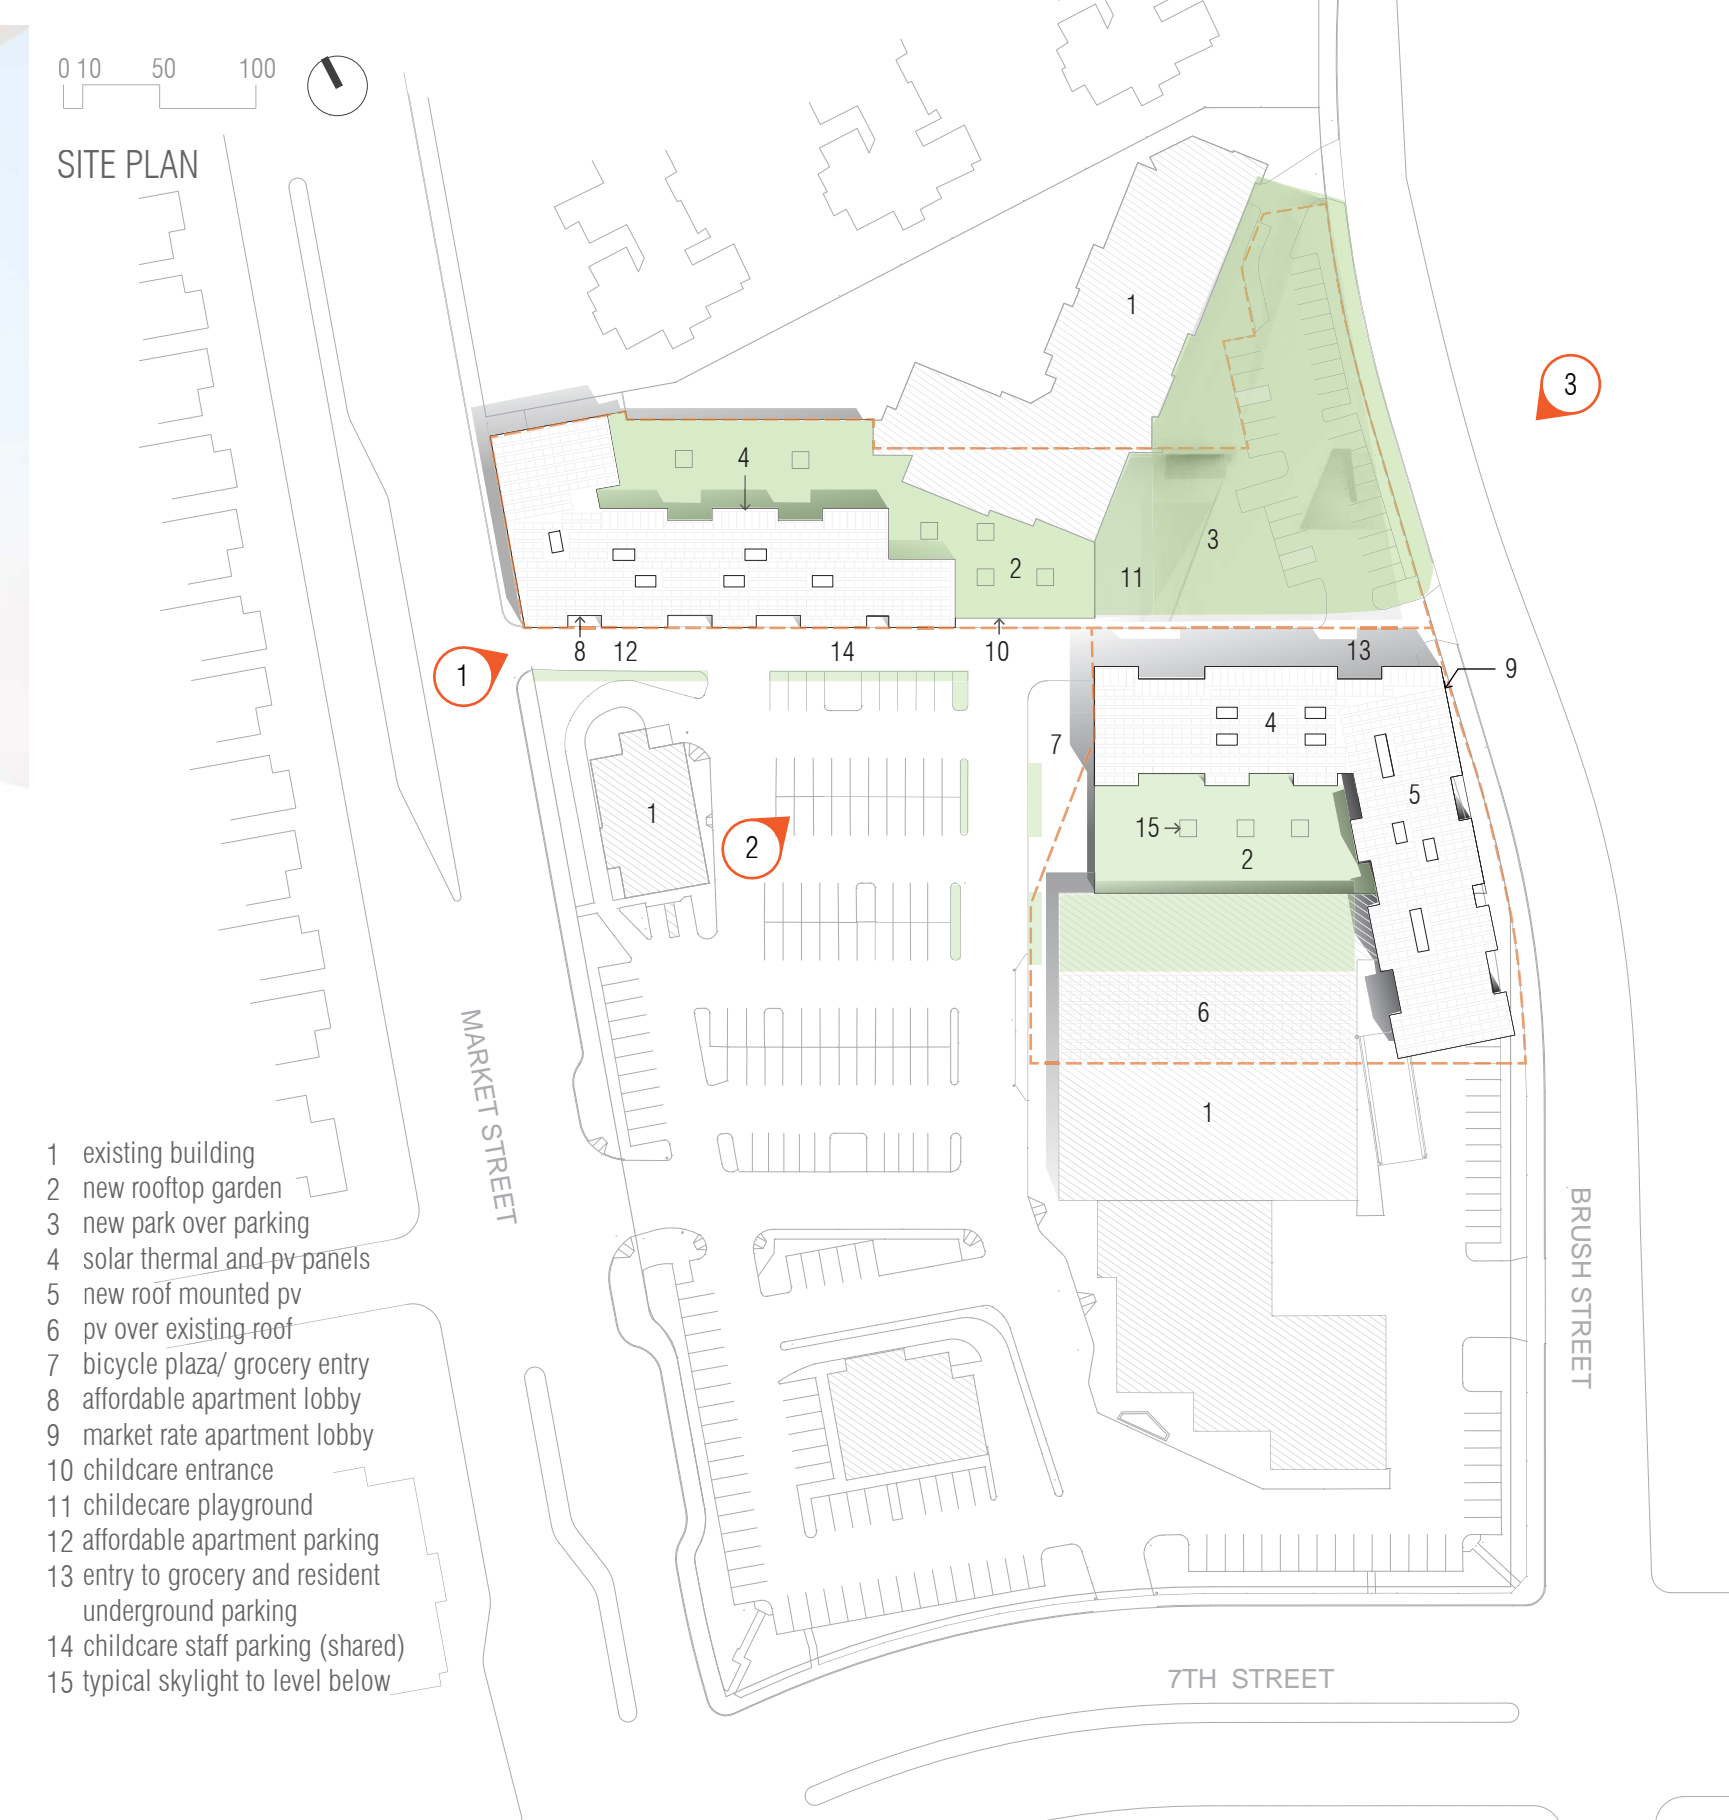 0 10 50 100
SITE PLAN
1
3
4
3
2
11
8
12
14
10
13
9
1
7
4
5
1
2
15
2
6
1
MARKET STREET
BRUSH STREET
7TH STREET
1 existing building
2 new rooftop garden
3 new park over parking
4 solar thermal and pv panels
5 new roof mounted pv
6 pv over existing roof
7 bicycle plaza/ grocery entry
8 affordable apartment lobby
9 market rate apartment lobby
10 childcare entrance
11 childecare playground
12 affordable apartment parking
13 entry to grocery and resident
underground parking
14 childcare staff parking (shared)
15 typical skylight to level below